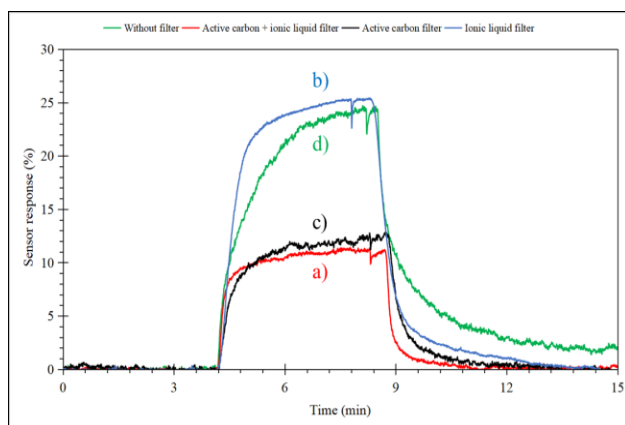 Without filter Active carbon + ionic liquid filter Active carbon filter Ionic liquid filter
30
25
20
15
10
5
0
Sensor response (%)
b)
d)
c)
a)
0 3 6 9 12 15
Time (min)